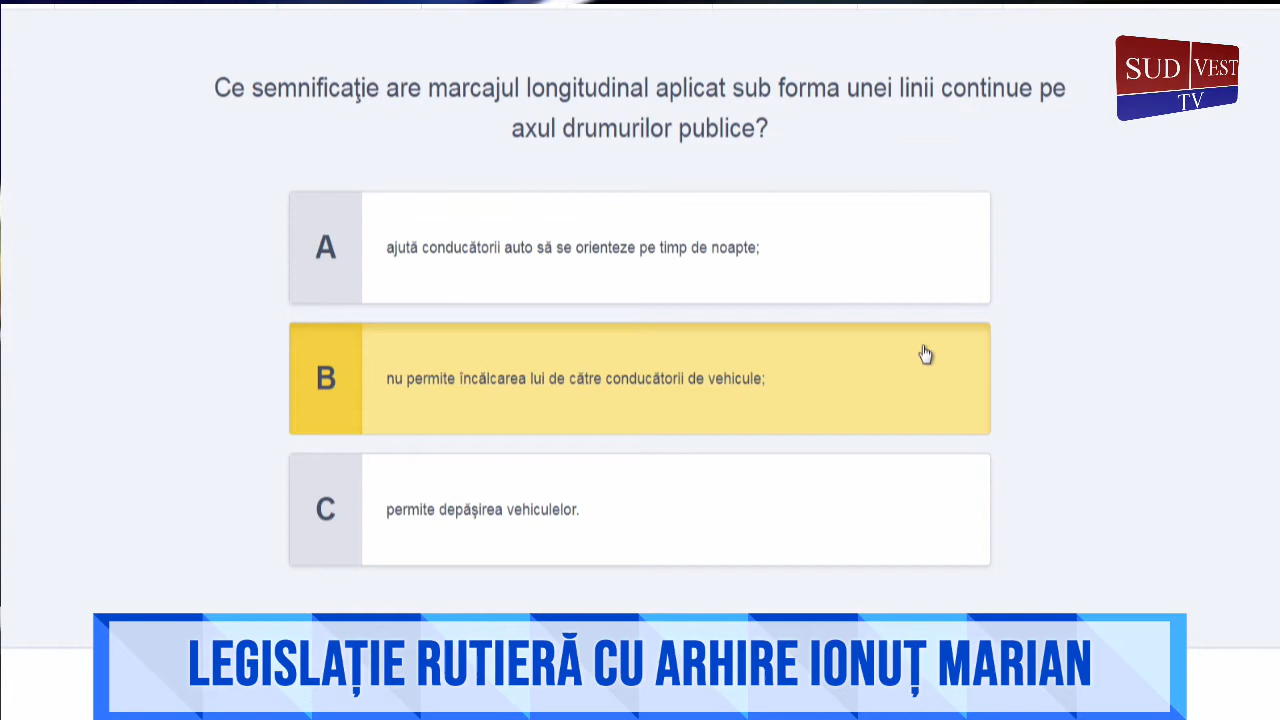 Ce semnificaţie are marcajul longitudinal aplicat sub forma unei linii continue pe
axul drumurilor publice?
SUD VEST
TV
A
ajută conducătorii auto să se orienteze pe timp de noapte;
B
nu permite încălcarea lui de către conducătorii de vehicule;
C
permite depăşirea vehiculelor.
LEGISLAȚIE RUTIERĂ CU ARHIRE IONUȚ MARIAN